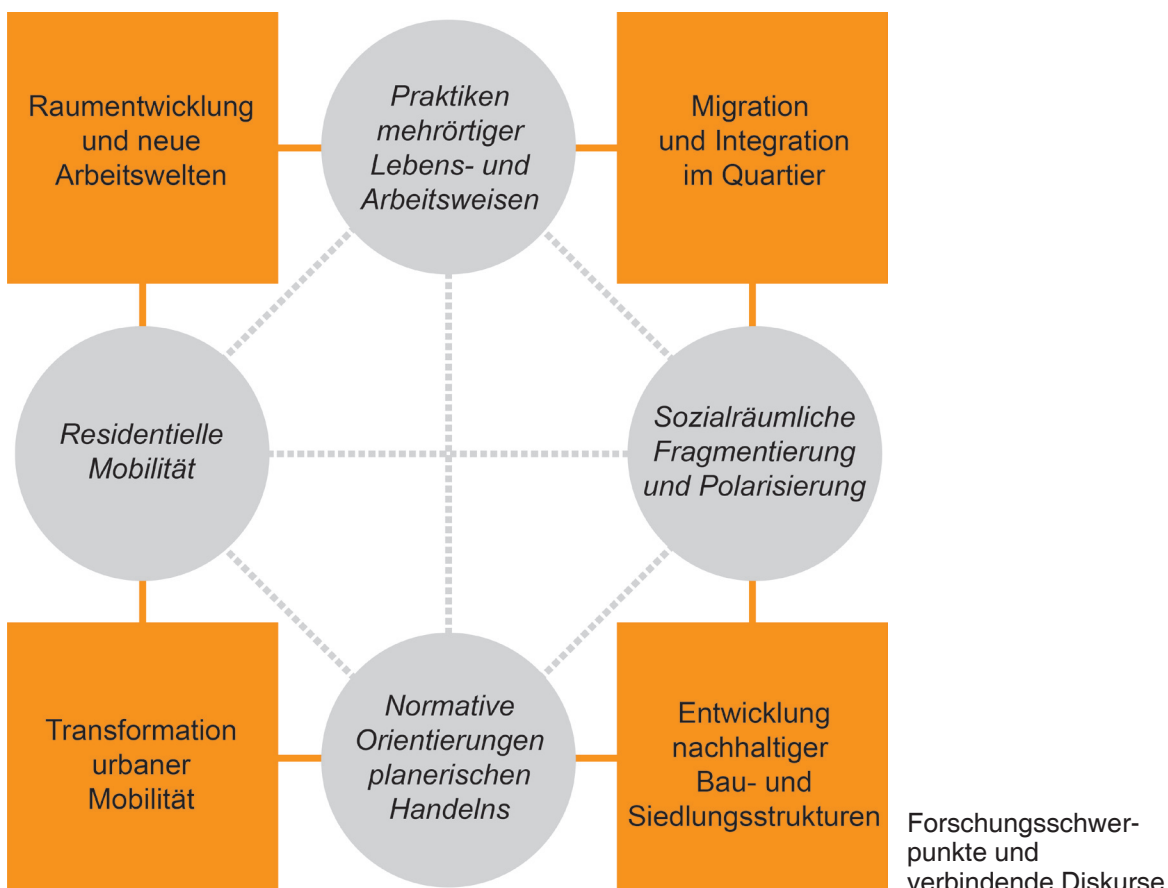 Raumentwicklung
und neue
Arbeitswelten
Praktiken
mehrörtiger
Lebens- und
Arbeitsweisen
Migration
und Integration
im Quartier
Residentielle
Mobilität
Sozialräumliche
Fragmentierung
und Polarisierung
Transformation
urbaner
Mobilität
Normative
Orientierungen
planerischen
Handelns
Entwicklung
nachhaltiger
Bau- und
Siedlungsstrukturen
Forschungsschwer-
punkte und
verbindende Diskurse